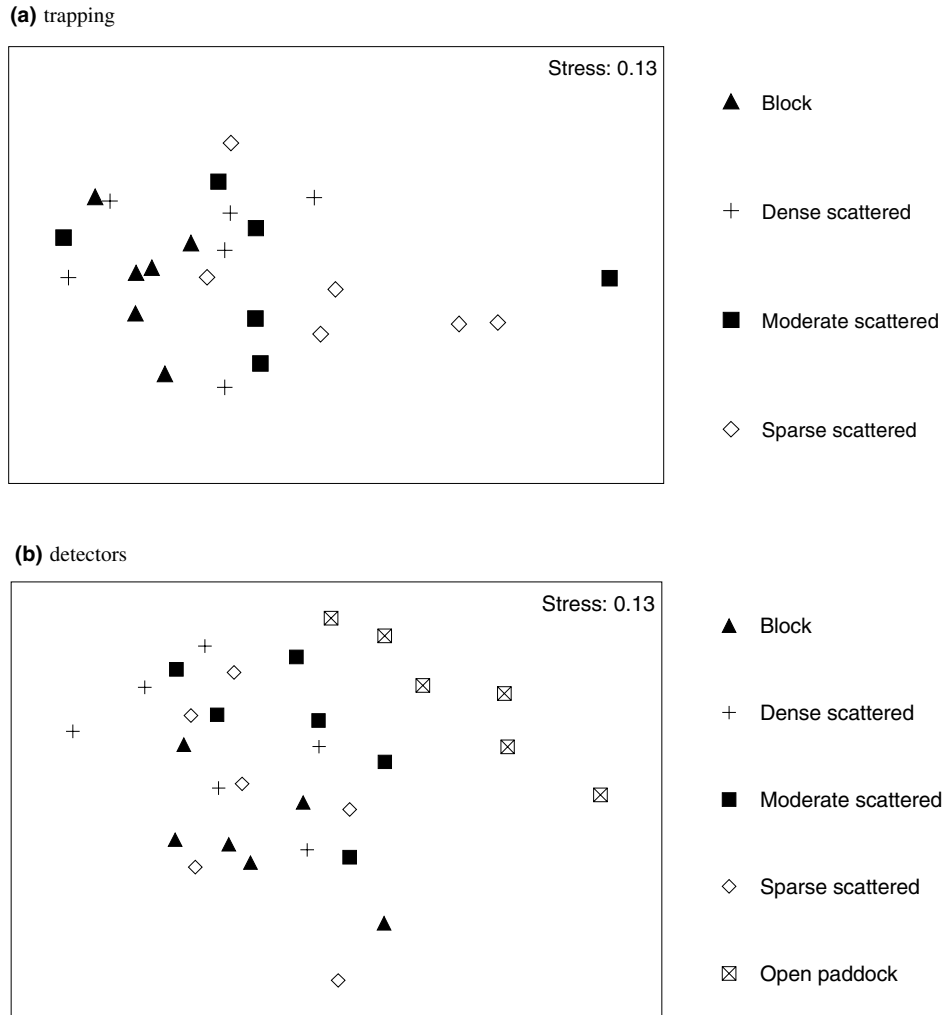 (a) trapping
Stress: 0.13
Block
Dense scattered
Moderate scattered
Sparse scattered
(b) detectors
Stress: 0.13
Block
Dense scattered
Moderate scattered
Sparse scattered
Open paddock